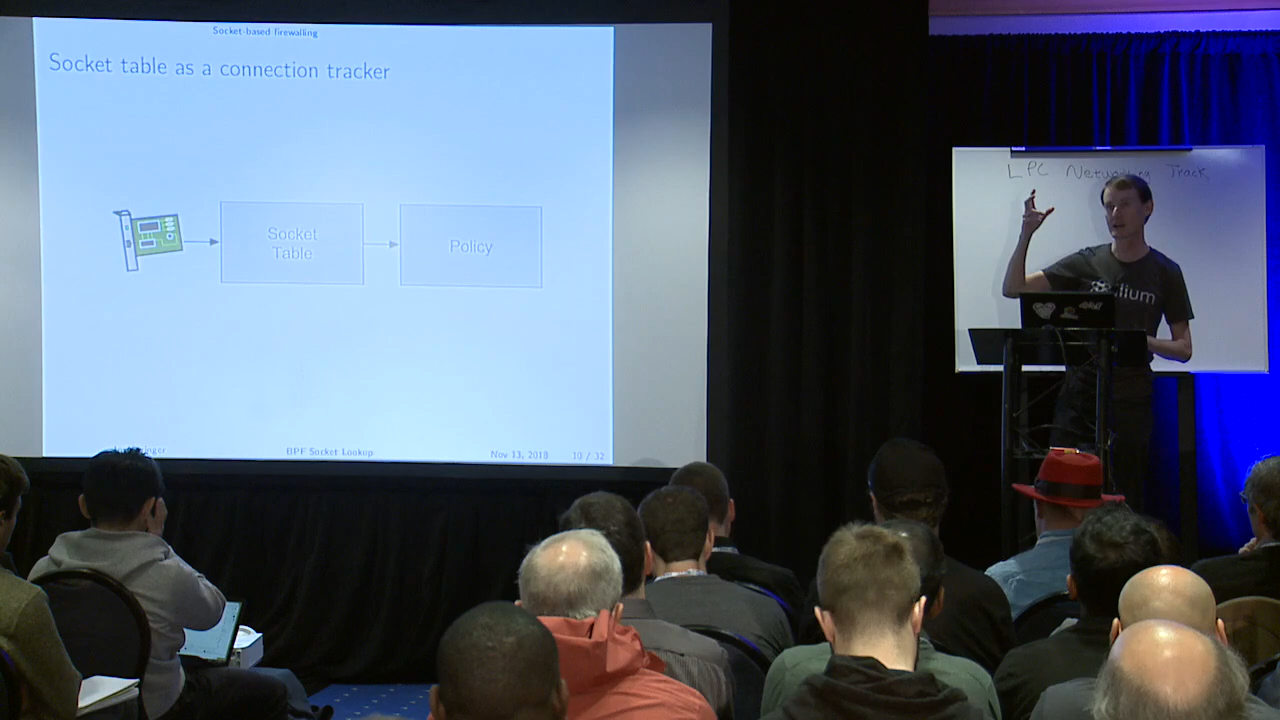 Socket-based firewalling
Socket table as a connection tracker
Socket
Table
Policy
BPF Socket Lookup
Nov 13, 2018
10 / 32
LPC Networking Track